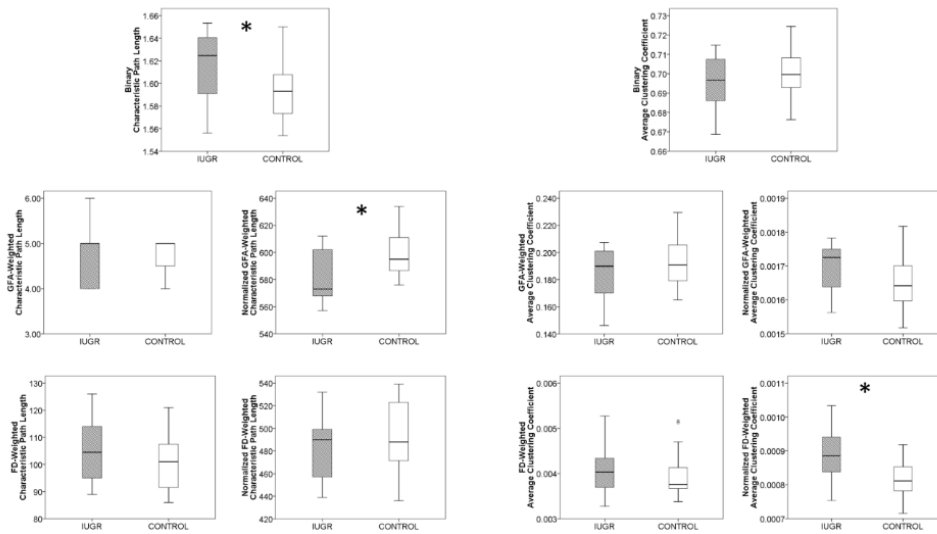 1.66
1.64
1.62
1.60
1.58
1.56
1.54
Binary
Characteristic Path Length
*
IUGR
CONTROL
0.73
0.72
0.71
0.70
0.69
0.68
0.67
0.66
Binary
Average Clustering Coefficient
IUGR
CONTROL
6.00
5.00
4.00
3.00
GFA-Weighted
Characteristic Path Length
IUGR
CONTROL
640
620
600
580
560
540
Normalized GFA-Weighted
Characteristic Path Length
*
IUGR
CONTROL
0.240
0.220
0.200
0.180
0.160
0.140
GFA-Weighted
Average Clustering Coefficient
IUGR
CONTROL
0.0019
0.0018
0.0017
0.0016
0.0015
Normalized GFA-Weighted
Average Clustering Coefficient
IUGR
CONTROL
130
120
110
100
90
80
FD-Weighted
Characteristic Path Length
IUGR
CONTROL
540
520
500
480
460
440
420
Normalized FD-Weighted
Characteristic Path Length
IUGR
CONTROL
0.006
0.005
0.004
0.003
FD-Weighted
Average Clustering Coefficient
IUGR
CONTROL
0.0011
0.0010
0.0009
0.0008
0.0007
Normalized FD-Weighted
Average Clustering Coefficient
*
IUGR
CONTROL